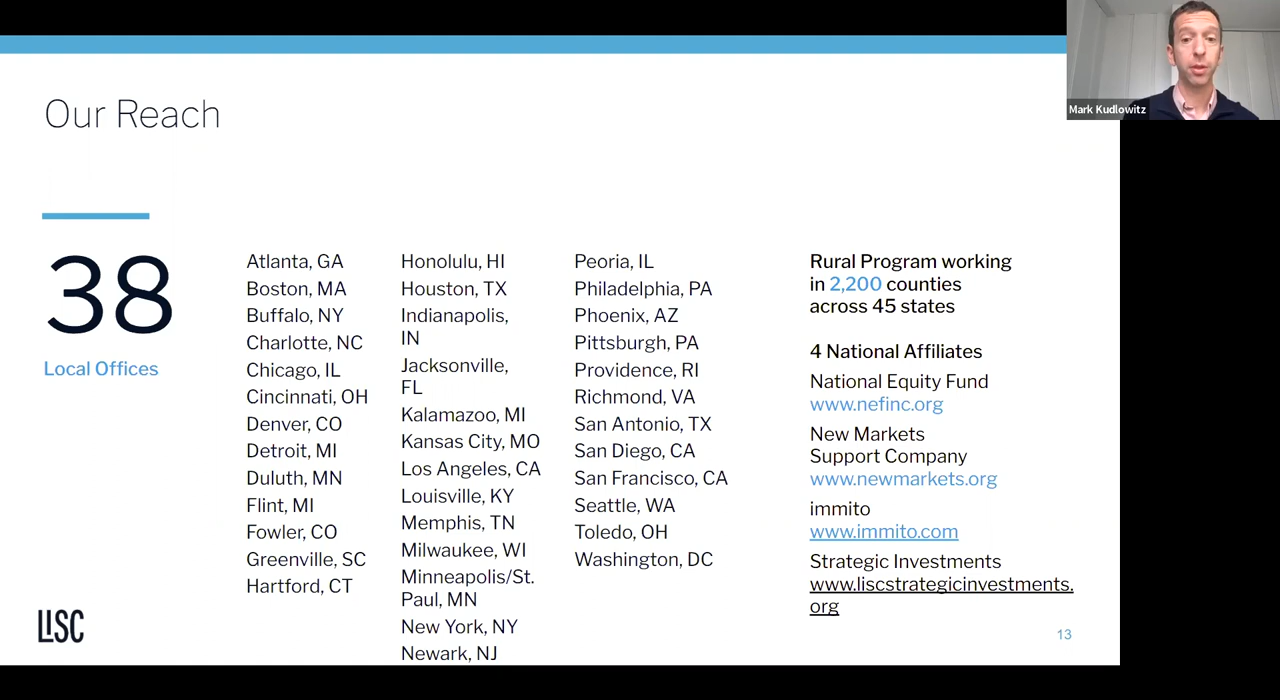 Our Reach
38
Local Offices
Atlanta, GA
Boston, MA
Buffalo, NY
Charlotte, NC
Chicago, IL
Cincinnati, OH
Denver, CO
Detroit, MI
Duluth, MN
Flint, MI
Fowler, CO
Greenville, SC
Hartford, CT
Honolulu, HI
Houston, TX
Indianapolis,
IN
Jacksonville,
FL
Kalamazoo, MI
Kansas City, MO
Los Angeles, CA
Louisville, KY
Memphis, TN
Milwaukee, WI
Minneapolis/St.
Paul, MN
New York, NY
Newark, NJ
Peoria, IL
Philadelphia, PA
Phoenix, AZ
Pittsburgh, PA
Providence, RI
Richmond, VA
San Antonio, TX
San Diego, CA
San Francisco, CA
Seattle, WA
Toledo, OH
Washington, DC
Rural Program working
in 2,200 counties
across 45 states
4 National Affiliates
National Equity Fund
www.nefinc.org
New Markets
Support Company
www.newmarkets.org
immito
www.immito.com
Strategic Investments
www.liscstrategicinvestments.
org
LISC
13
Mark Kudlowitz